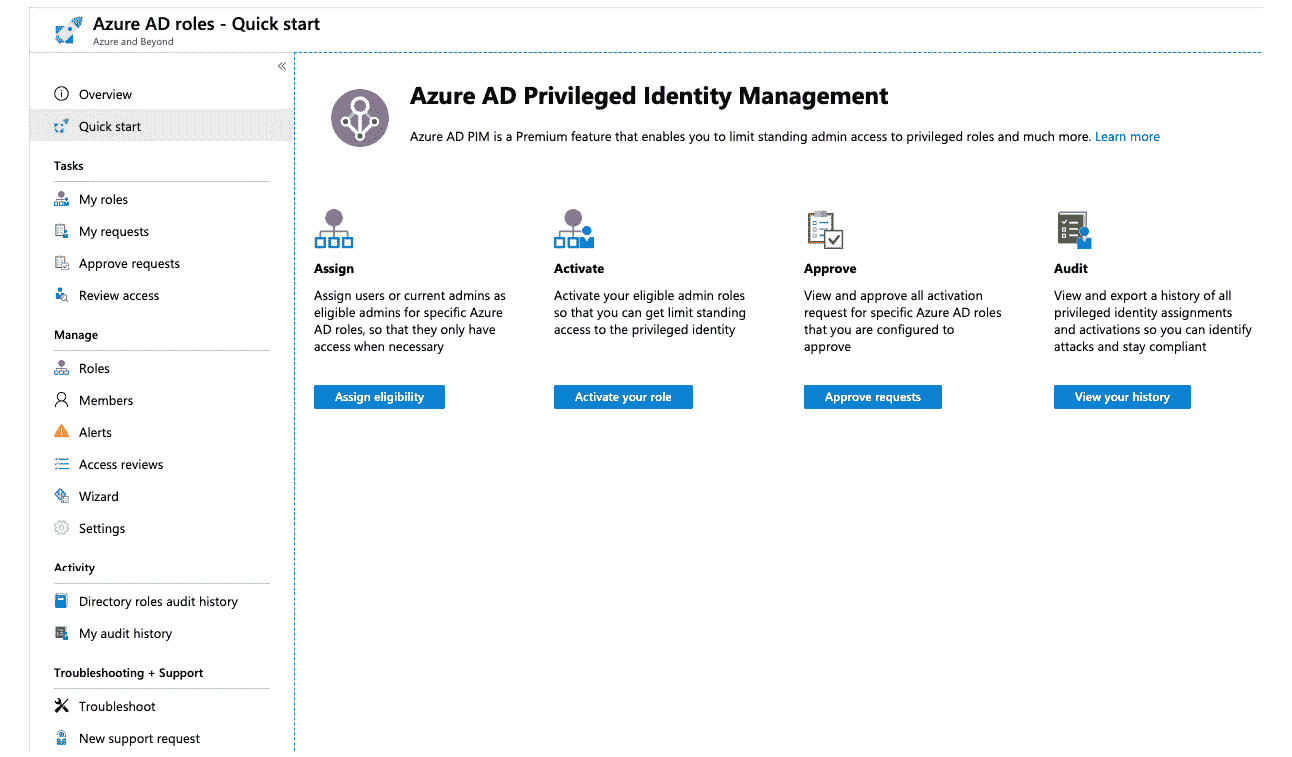 Azure AD roles - Quick start
Azure and Beyond
«
Overview
Quick start
Tasks
My roles
My requests
Approve requests
Review access
Manage
Roles
Members
Alerts
Access reviews
Wizard
Settings
Activity
Directory roles audit history
My audit history
Troubleshooting + Support
Troubleshoot
New support request
Azure AD Privileged Identity Management
Azure AD PIM is a Premium feature that enables you to limit standing admin access to privileged roles and much more. Learn more
Assign
Assign users or current admins as
eligible admins for specific Azure
AD roles, so that they only have
access when necessary
Assign eligibility
Activate
Activate your eligible admin roles
so that you can get limit standing
access to the privileged identity
Activate your role
Approve
View and approve all activation
request for specific Azure AD roles
that you are configured to
approve
Approve requests
Audit
View and export a history of all
privileged identity assignments
and activations so you can identify
attacks and stay compliant
View your history